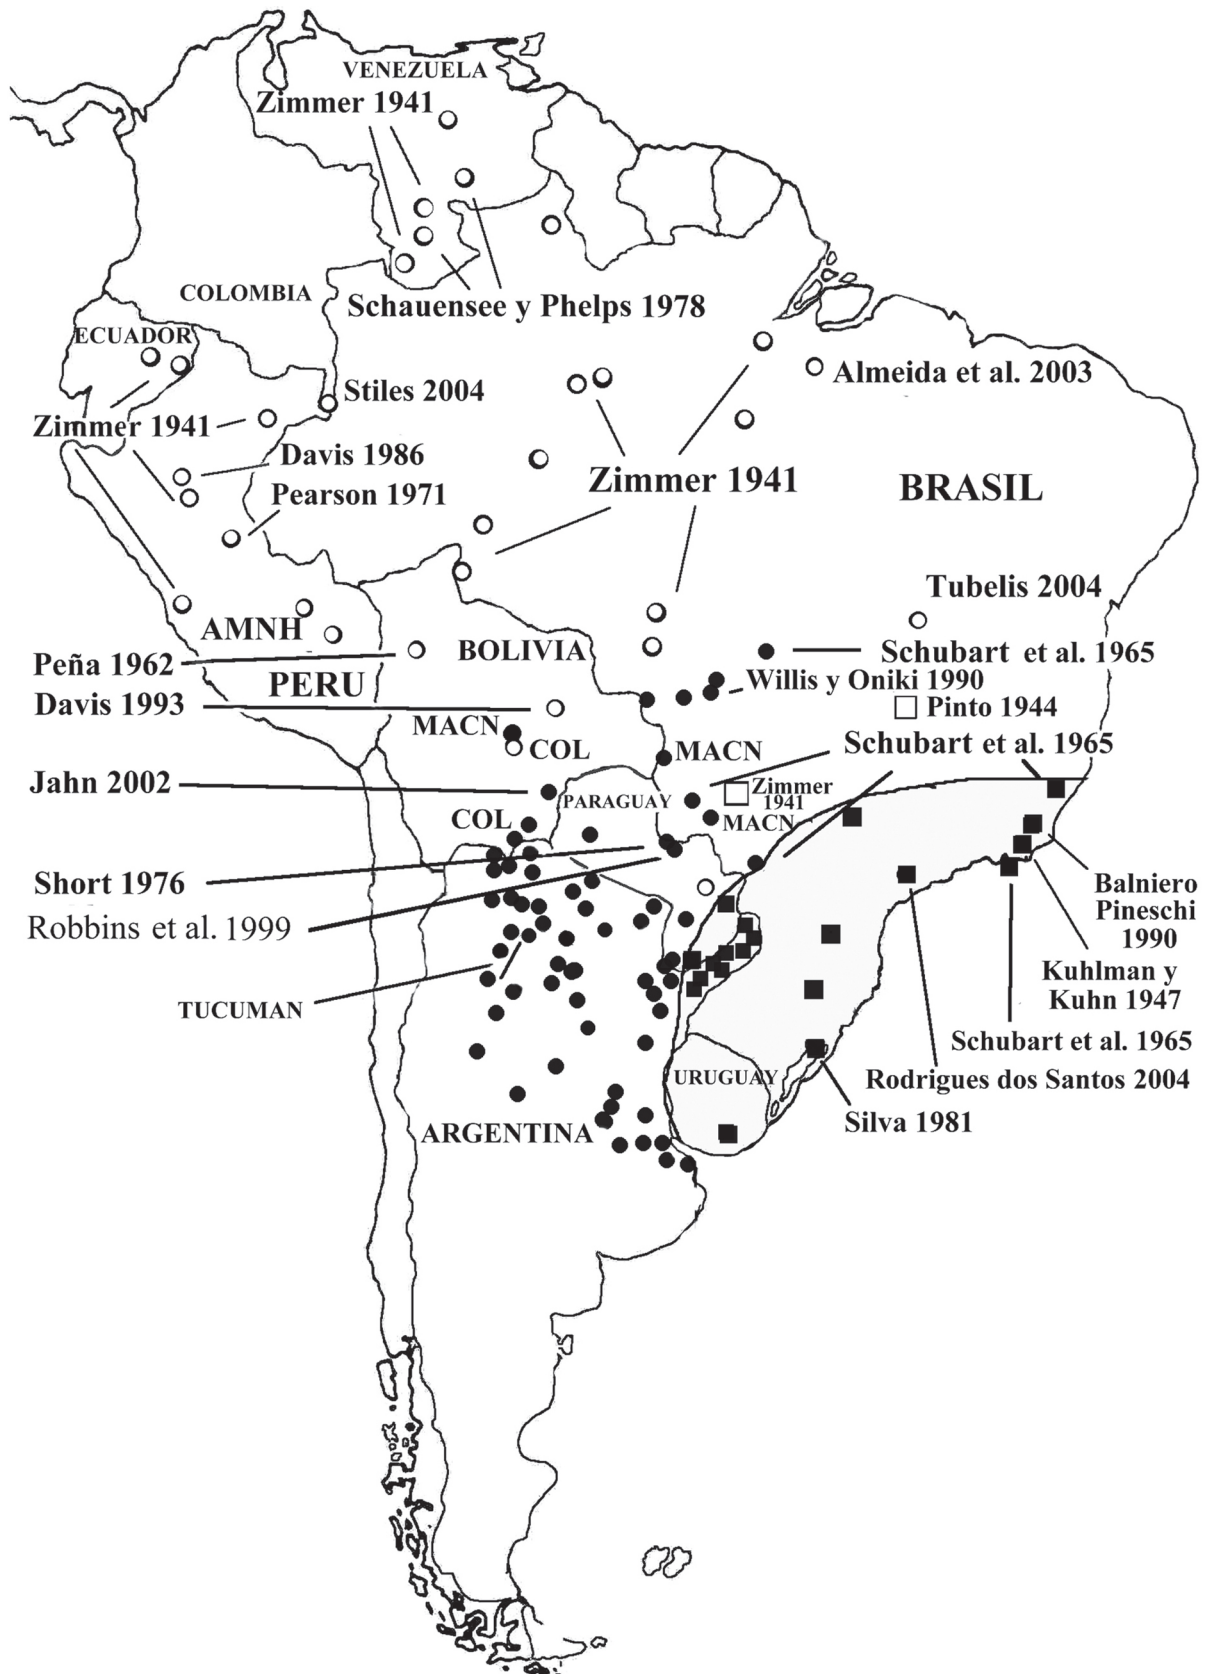 VENEZUELA
Zimmer 1941
COLOMBIA
Schauensee y Phelps 1978
ECUADOR
Almeida et al. 2003
Stiles 2004
Zimmer 1941
Davis 1986
Pearson 1971
Zimmer 1941
BRASIL
Tubelis 2004
AMNH
BOLIVIA
Schubart et al. 1965
Peña 1962
PERU
Willis y Oniki 1990
Davis 1993
Pinto 1944
MACN
COL
MACN
Schubart et al. 1965
Jahn 2002
PARAGUAY
Zimmer
1941
COL
MACN
Short 1976
Balniero
Pineschi
1990
Robbins et al. 1999
Kuhlman y
Kuhn 1947
TUCUMAN
Schubart et al. 1965
URUGUAY
Rodrigues dos Santos 2004
Silva 1981
ARGENTINA